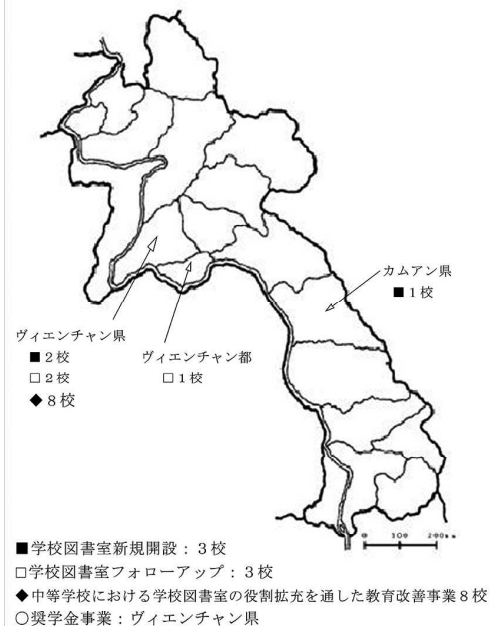 カムアン県
■1校
ヴィエンチャン県
■2校
□2校
◆8校
ヴィエンチャン都
□1校
0 100 200km
■学校図書室新規開設：3校
□学校図書室フォローアップ：3校
◆中等学校における学校図書室の役割拡充を通した教育改善事業8校
○奨学金事業：ヴィエンチャン県